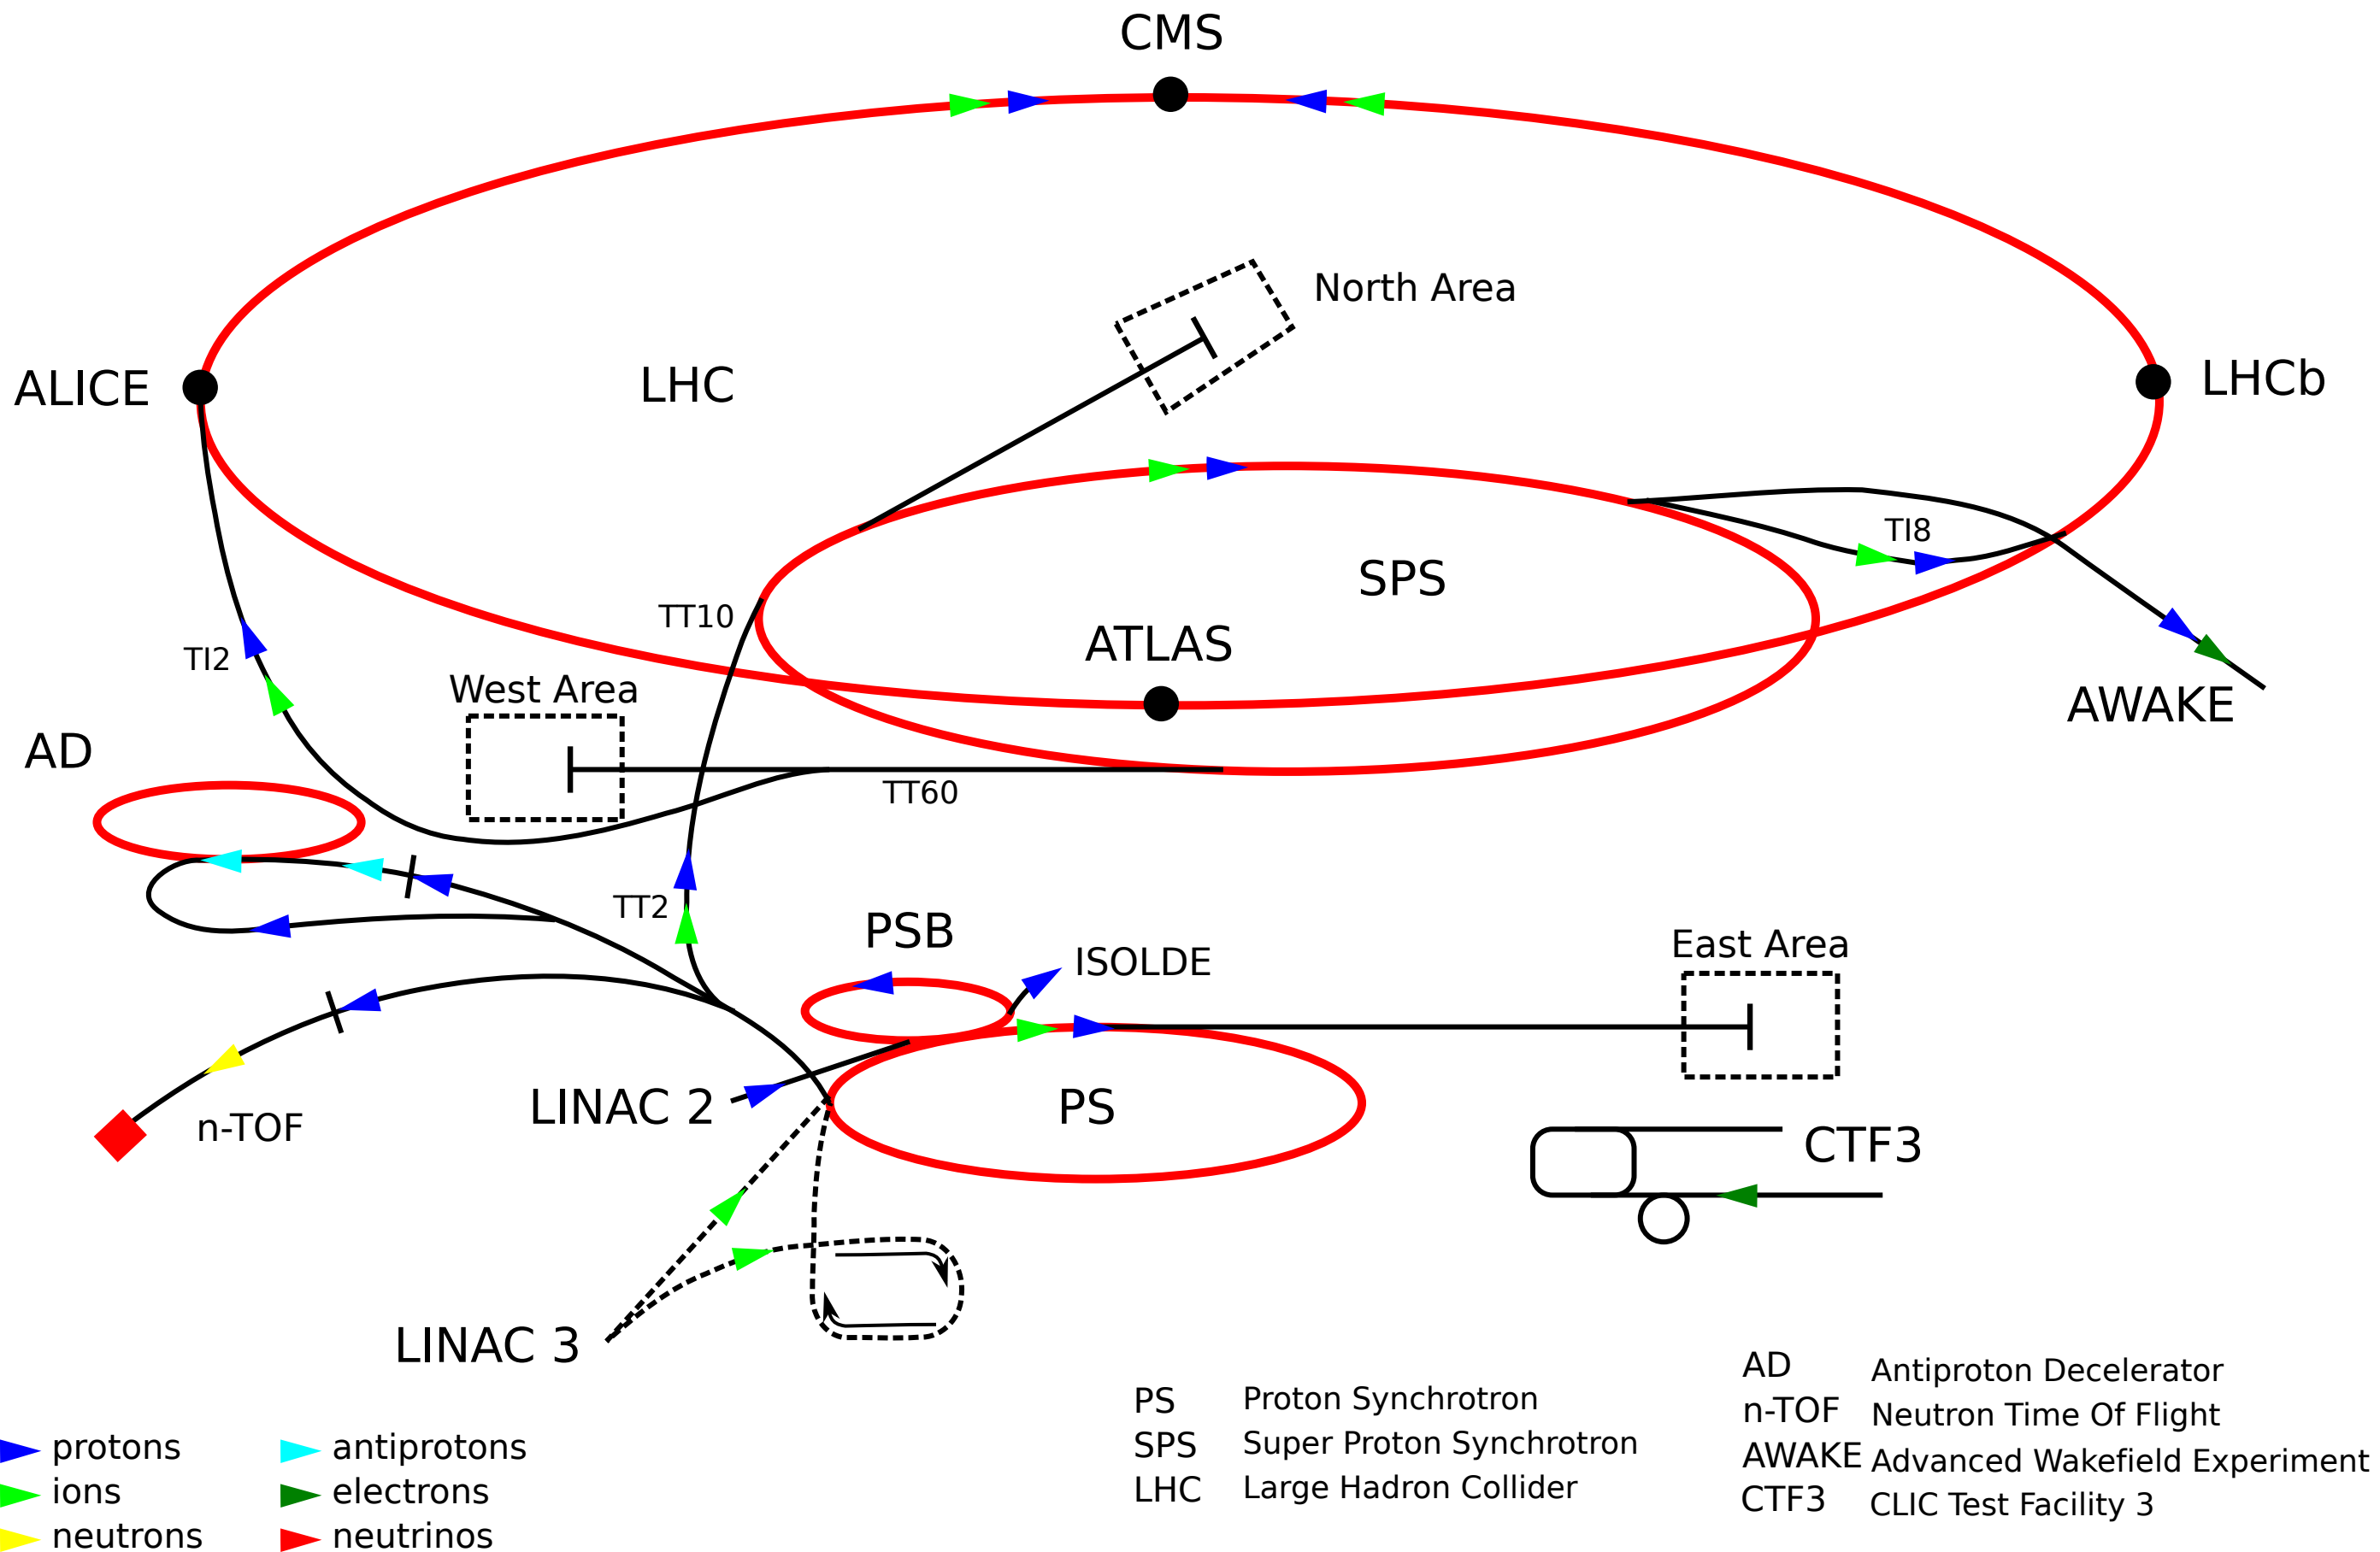 CMS
North Area
ALICE
LHC
LHCb
TI8
SPS
TT10
ATLAS
TI2
West Area
AWAKE
AD
TT60
TT2
PSB
East Area
ISOLDE
LINAC 2
PS
n-TOF
CTF3
LINAC 3
AD Antiproton Decelerator
PS Proton Synchrotron
n-TOF Neutron Time Of Flight
SPS Super Proton Synchrotron
AWAKE Advanced Wakefield Experiment
LHC Large Hadron Collider
CTF3 CLIC Test Facility 3
protons antiprotons
ions electrons
neutrons neutrinos